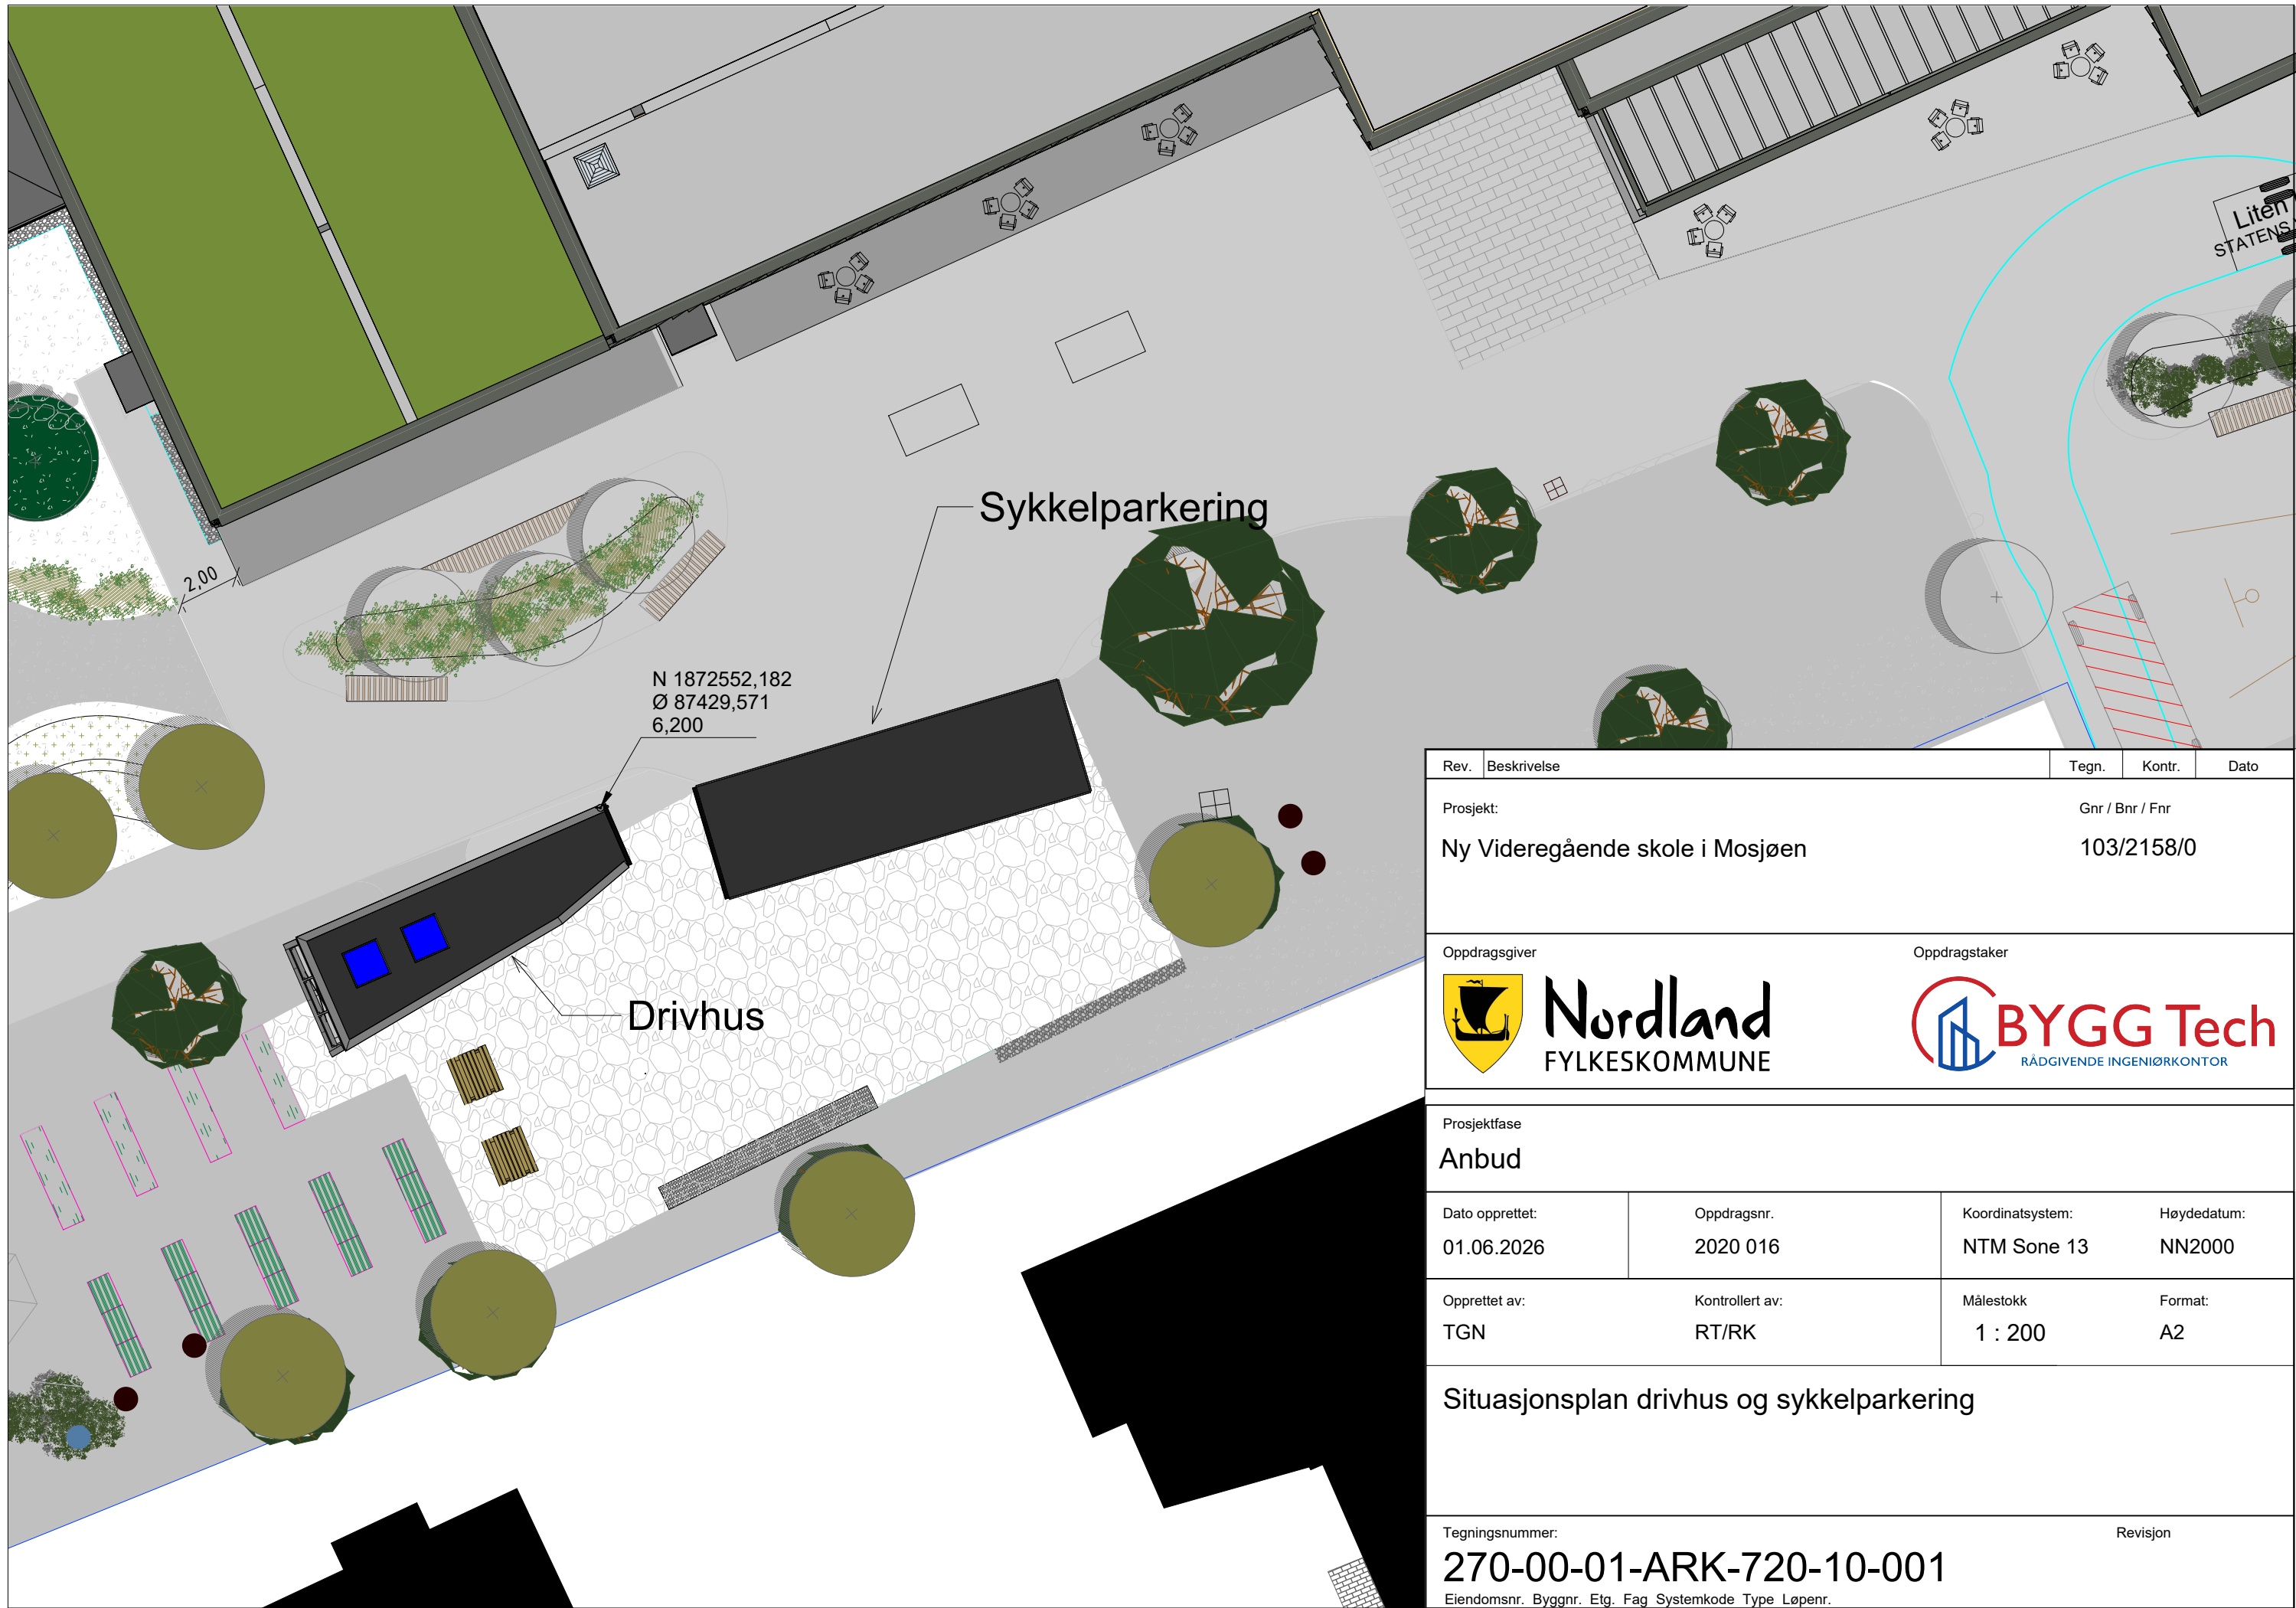 Liten
STATENS
Sykkelparkering
2,00
N 1872552,182
Ø 87429,571
6,200
Drivhus
Rev. Beskrivelse Tegn. Kontr. Dato
Prosjekt: Gnr / Bnr / Fnr
Ny Videregående skole i Mosjøen 103/2158/0
Oppdragsgiver Oppdragstaker
Nordland
FYLKESKOMMUNE
BYGG Tech
RÅDGIVENDE INGENIØRKONTOR
Prosjektfase
Anbud
Dato opprettet: Oppdragsnr. Koordinatsystem: Høydedatum:
01.06.2026 2020 016 NTM Sone 13 NN2000
Opprettet av: Kontrollert av: Målestokk Format:
TGN RT/RK 1 : 200 A2
Situasjonsplan drivhus og sykkelparkering
Tegningsnummer: Revisjon
270-00-01-ARK-720-10-001
Eiendomsnr. Byggnr. Etg. Fag Systemkode Type Løpenr.